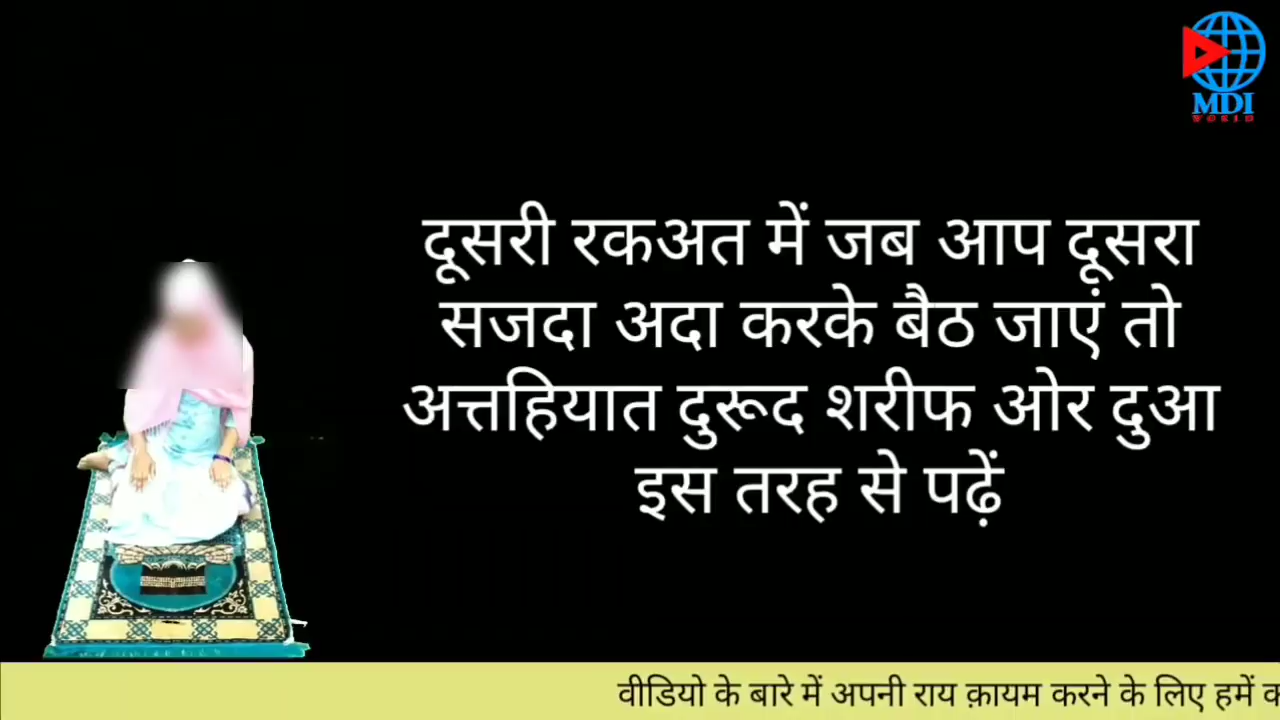 MDI
WORLD
दूसरी रकअत में जब आप दूसरा
सजदा अदा करके बैठ जाएं तो
अत्तहियात दुरूद शरीफ ओर दुआ
इस तरह से पढ़ें
वीडियो के बारे में अपनी राय क़ायम करने के लिए हमें